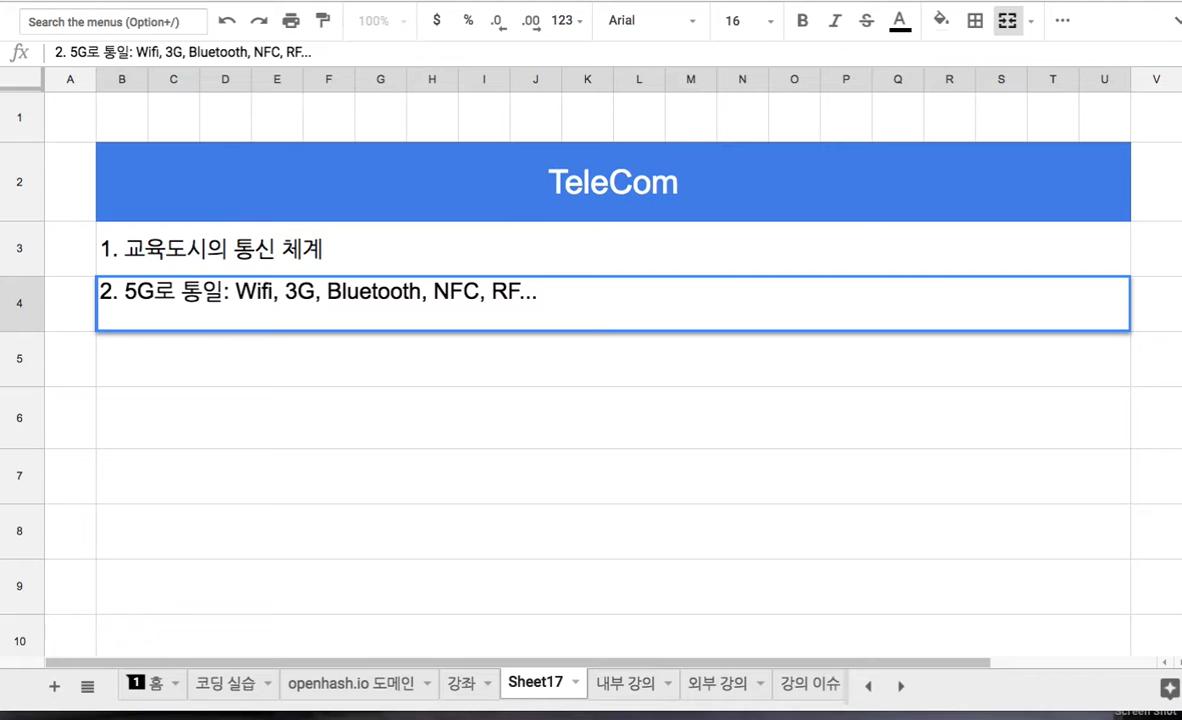 Search the menus (Option+/) 100% $ % .0 .00 123 Arial 16 B I S A
fx 2. 5G로 통일: Wifi, 3G, Bluetooth, NFC, RF...
A B C D E F G H I J K L M N O P Q R S T U V
1
2 TeleCom
3 1. 교육도시의 통신 체계
4 2. 5G로 통일: Wifi, 3G, Bluetooth, NFC, RF...
5
6
7
8
9
10
+ 1 홈 코딩 실습 openhash.io 도메인 강좌 Sheet17 내부 강의 외부 강의 강의 이슈
Screen Shot